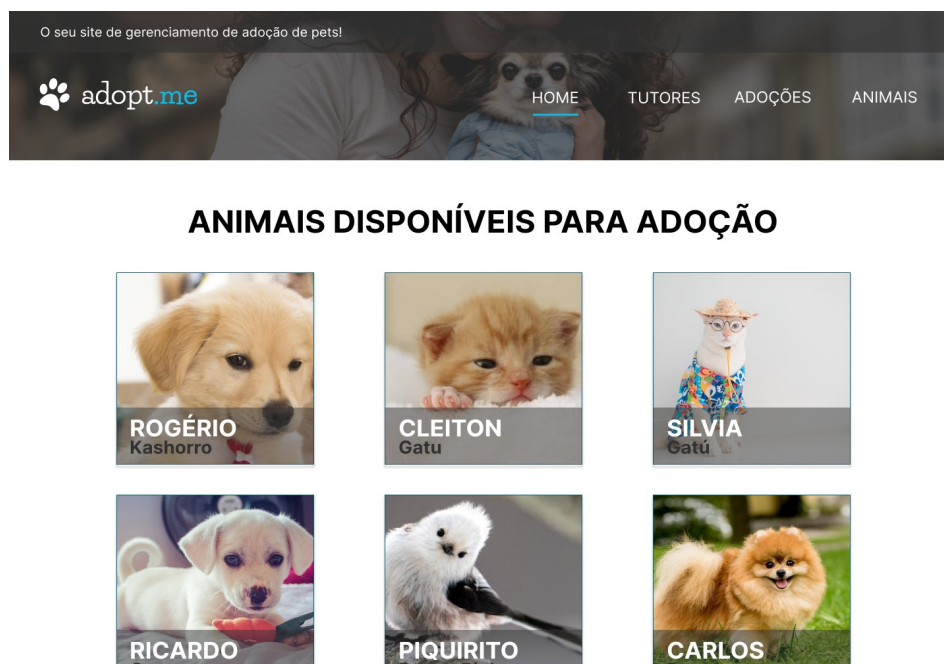 O seu site de gerenciamento de adoção de pets!
adopt.me
HOME TUTORES ADOÇÕES ANIMAIS
ANIMAIS DISPONÍVEIS PARA ADOÇÃO
ROGÉRIO
Kashorro
CLEITON
Gatu
SILVIA
Gatú
RICARDO
PIQUIRITO
CARLOS